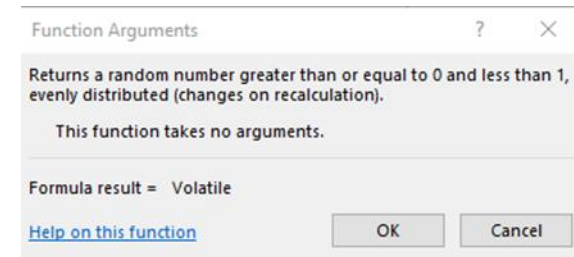 Function Arguments ? ×
Returns a random number greater than or equal to 0 and less than 1,
evenly distributed (changes on recalculation).
This function takes no arguments.
Formula result = Volatile
Help on this function OK Cancel